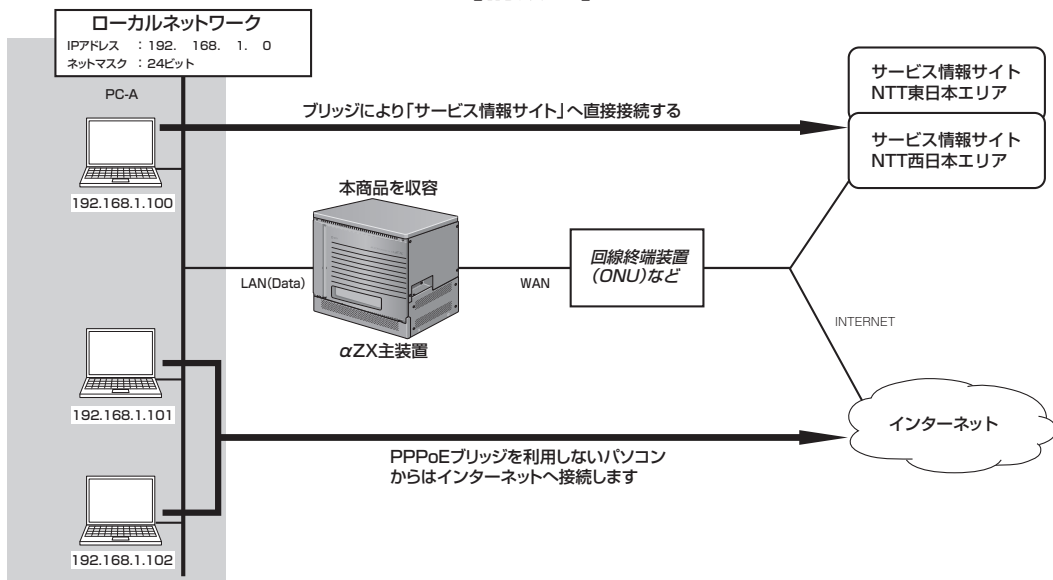 ローカルネットワーク
IPアドレス ：192. 168. 1. 0
ネットマスク ：24ビット
PC-A
192.168.1.100
ブリッジにより「サービス情報サイト」へ直接接続する
サービス情報サイト
NTT東日本エリア
サービス情報サイト
NTT西日本エリア
本商品を収容
LAN(Data)
αZX主装置
WAN
回線終端装置
(ONU)など
INTERNET
192.168.1.101
インターネット
PPPoEブリッジを利用しないパソコン
からはインターネットへ接続します
192.168.1.102